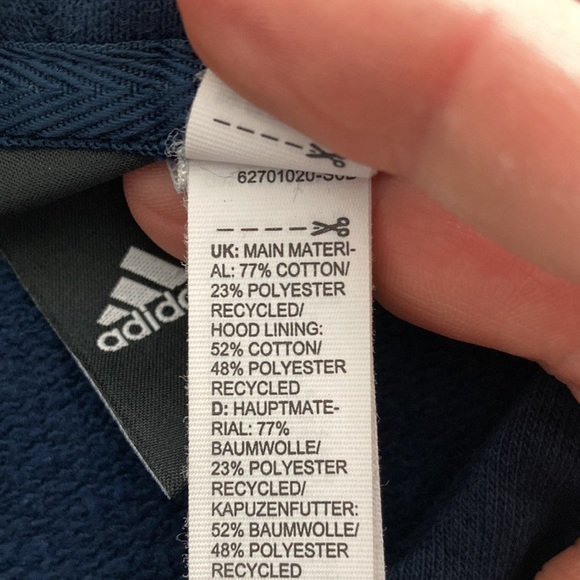 62701020-
UK: MAIN MATERI-
AL: 77% COTTON/
23% POLYESTER
RECYCLED/
HOOD LINING:
52% COTTON/
48% POLYESTER
RECYCLED
D: HAUPTMATE-
RIAL: 77%
BAUMWOLLE/
23% POLYESTER
RECYCLED/
KAPUZENFUTTER:
52% BAUMWOLLE/
48% POLYESTER
RECYCLED
adidas